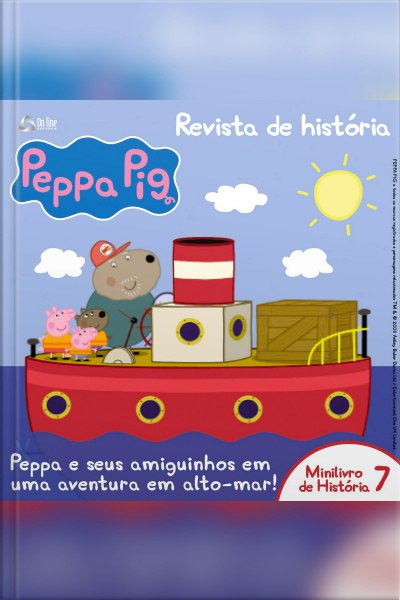 On line
EDITORA
Revista de história
Peppa Pig
Peppa e seus amiguinhos em
uma aventura em alto-mar!
Minilivro
de História 7